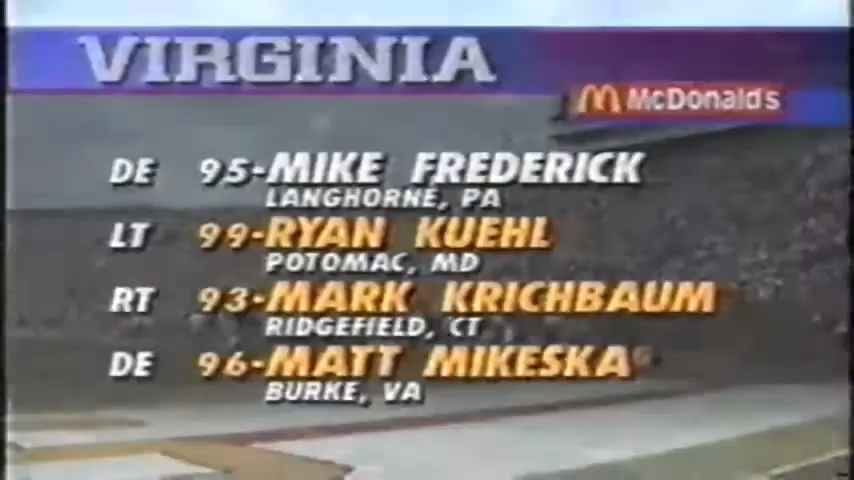 VIRGINIA
McDonald's
DE 95-MIKE FREDERICK
LANGHORNE, PA
LT 99-RYAN KUEHL
POTOMAC, MD
RT 93-MARK KRICHBAUM
RIDGEFIELD, CT
DE 96-MATT MIKESKA
BURKE, VA